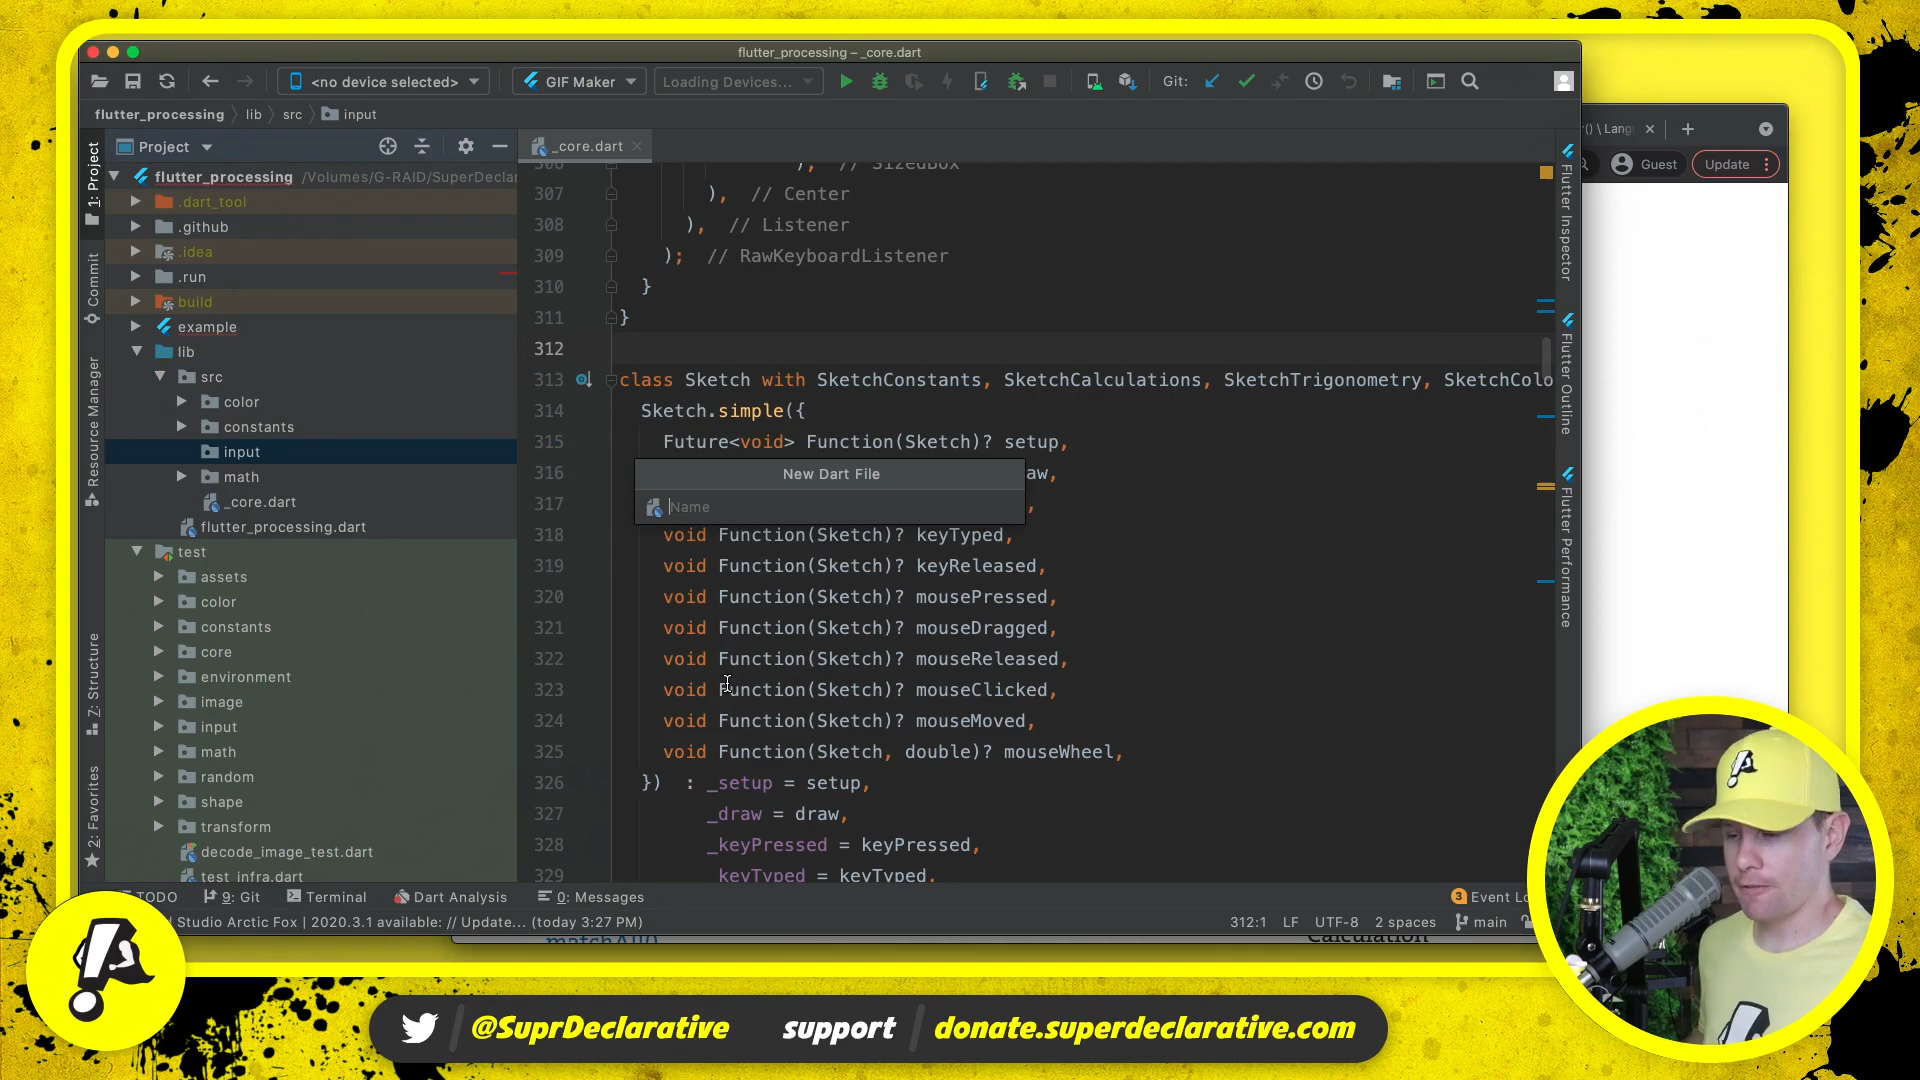 flutter_processing – _core.dart
<no device selected>
GIF Maker
Loading Devices...
Git:
flutter_processing
lib
src
input
Project
_core.dart
flutter_processing /Volumes/G-RAID/SuperDeclar
.dart_tool
.github
.idea
.run
build
example
lib
src
color
constants
input
math
_core.dart
flutter_processing.dart
test
assets
color
constants
core
environment
image
input
math
random
shape
transform
decode_image_test.dart
test_infra.dart
1: Project
Commit
Resource Manager
Z: Structure
2: Favorites
306 ), // SizedBox
307 ), // Center
308 ), // Listener
309 ); // RawKeyboardListener
310 }
311 }
312
313 class Sketch with SketchConstants, SketchCalculations, SketchTrigonometry, SketchColo
314 Sketch.simple({
315 Future<void> Function(Sketch)? setup,
316 aw,
317 ,
318 void Function(Sketch)? keyTyped,
319 void Function(Sketch)? keyReleased,
320 void Function(Sketch)? mousePressed,
321 void Function(Sketch)? mouseDragged,
322 void Function(Sketch)? mouseReleased,
323 void Function(Sketch)? mouseClicked,
324 void Function(Sketch)? mouseMoved,
325 void Function(Sketch, double)? mouseWheel,
326 }) : _setup = setup,
327 _draw = draw,
328 _keyPressed = keyPressed,
329 _keyTyped = keyTyped,
New Dart File
Name
Flutter Inspector
Flutter Outline
Flutter Performance
() \ Lang
Guest
Update
TODO
9: Git
Terminal
Dart Analysis
0: Messages
3 Event Lo
Studio Arctic Fox | 2020.3.1 available: // Update... (today 3:27 PM)
312:1
LF
UTF-8
2 spaces
main
matchAll()
Calculation
@SuprDeclarative
support
donate.superdeclarative.com